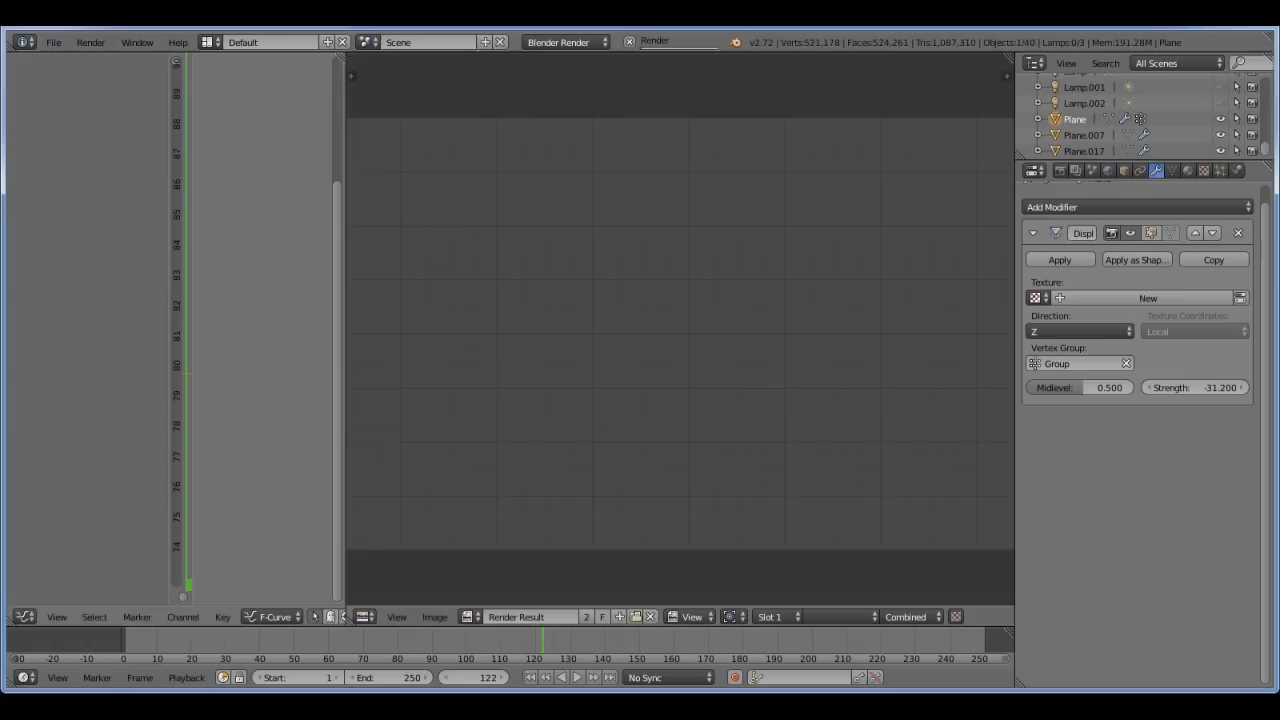 File Render Window Help Default Scene Blender Render Render v2.72 | Verts:521,178 | Faces:524,261 | Tris:1,087,310 | Objects:1/40 | Lamps:0/3 | Mem:191.28M | Plane
View Search All Scenes
Lamp.001
Lamp.002
Plane
Plane.007
Plane.017
Add Modifier
Displ
Apply Apply as Shap... Copy
Texture:
New
Direction: Texture Coordinates:
Z Local
Vertex Group:
Group
Midlevel: 0.500 Strength: -31.200
90
89
88
87
86
85
84
83
82
81
80
79
78
77
76
75
74
View Select Marker Channel Key F-Curve View Image Render Result 2 F View Slot 1 Combined
-30 -20 -10 0 10 20 30 40 50 60 70 80 90 100 110 120 130 140 150 160 170 180 190 200 210 220 230 240 250
View Marker Frame Playback Start: 1 End: 250 122 No Sync